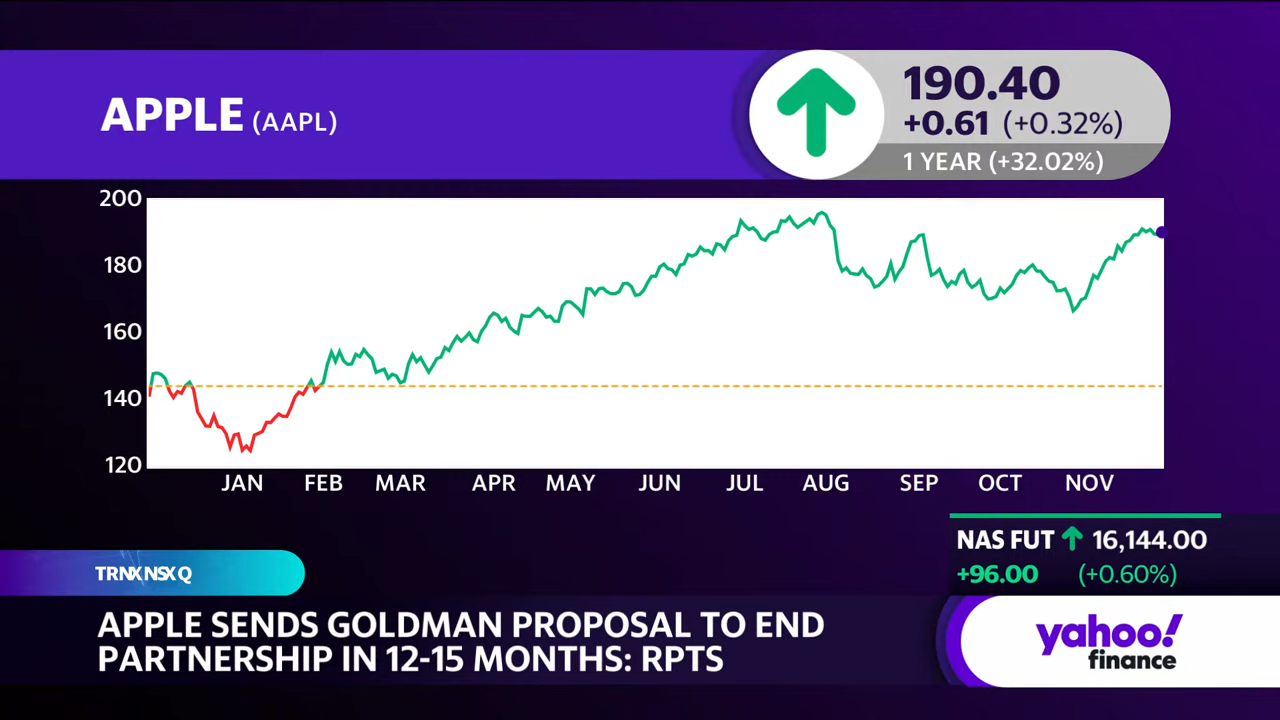 APPLE (AAPL)
190.40
+0.61 (+0.32%)
1 YEAR (+32.02%)
200
180
160
140
120
JAN FEB MAR APR MAY JUN JUL AUG SEP OCT NOV
NAS FUT 16,144.00
+96.00 (+0.60%)
APPLE SENDS GOLDMAN PROPOSAL TO END
PARTNERSHIP IN 12-15 MONTHS: RPTS
yahoo!
finance